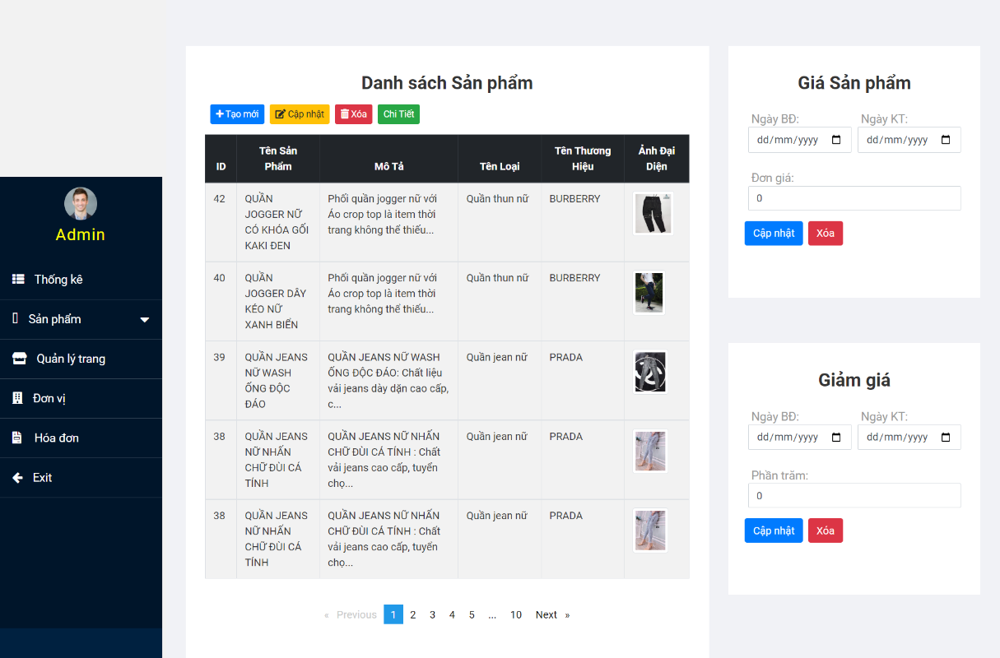 Admin
Thống kê
Sản phẩm
Quản lý trang
Đơn vị
Hóa đơn
Exit
Danh sách Sản phẩm
Tạo mới Cập nhật Xóa Chi Tiết
ID Tên Sản Phẩm Mô Tả Tên Loại Tên Thương Hiệu Ảnh Đại Diện
42 QUẦN Phối quần jogger nữ với Quần thun nữ BURBERRY
JOGGER NỮ Áo crop top là item thời
CÓ KHÓA GỐI trang không thể thiếu...
KAKI ĐEN
40 QUẦN Phối quần jogger nữ với Quần thun nữ BURBERRY
JOGGER DÂY Áo crop top là item thời
KÉO NỮ trang không thể thiếu...
XANH BIỂN
39 QUẦN JEANS QUẦN JEANS NỮ WASH Quần jean nữ PRADA
NỮ WASH ỐNG ĐỘC ĐÁO: Chất liệu
ỐNG ĐỘC vải jeans dày dặn cao cấp,
ĐÁO c...
38 QUẦN JEANS QUẦN JEANS NỮ NHẤN Quần jean nữ PRADA
NỮ NHẤN CHỮ ĐÙI CÁ TÍNH : Chất
CHỮ ĐÙI CÁ vải jeans cao cấp, tuyển
TÍNH chọ...
38 QUẦN JEANS QUẦN JEANS NỮ NHẤN Quần jean nữ PRADA
NỮ NHẤN CHỮ ĐÙI CÁ TÍNH : Chất
CHỮ ĐÙI CÁ vải jeans cao cấp, tuyển
TÍNH chọ...
« Previous 1 2 3 4 5 ... 10 Next »
Giá Sản phẩm
Ngày BĐ: Ngày KT:
dd/mm/yyyy dd/mm/yyyy
Đơn giá:
0
Cập nhật Xóa
Giảm giá
Ngày BĐ: Ngày KT:
dd/mm/yyyy dd/mm/yyyy
Phần trăm:
0
Cập nhật Xóa